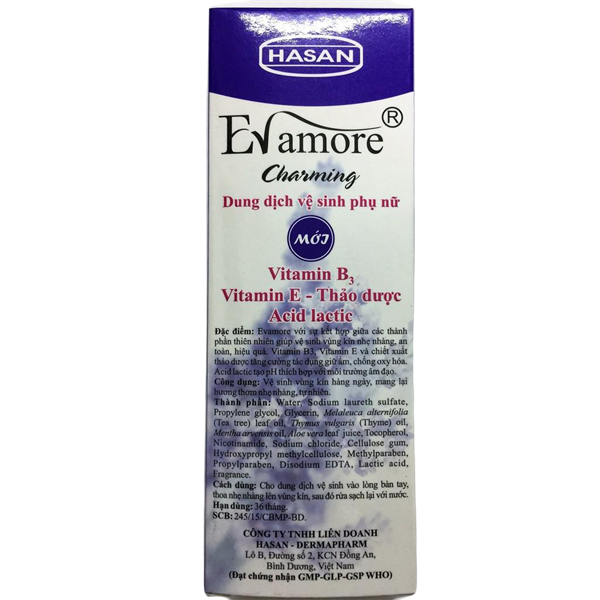 HASAN
Evamore®
Charming
Dung dịch vệ sinh phụ nữ
MỚI
Vitamin B3
Vitamin E - Thảo dược
Acid lactic
Đặc điểm: Evamore với sự kết hợp giữa các thành
phần thiên nhiên giúp vệ sinh vùng kín nhẹ nhàng, an
toàn, hiệu quả. Vitamin B3, Vitamin E và chiết xuất
thảo dược tăng cường tác dụng giữ ẩm, chống oxy hóa.
Acid lactic tạo pH thích hợp với môi trường âm đạo.
Công dụng: Vệ sinh vùng kín hàng ngày, mang lại
hương thơm nhẹ nhàng, tự nhiên.
Thành phần: Water, Sodium laureth sulfate,
Propylene glycol, Glycerin, Melaleuca alternifolia
(Tea tree) leaf oil, Thymus vulgaris (Thyme) oil,
Mentha arvensis oil, Aloe vera leaf juice, Tocopherol,
Nicotinamide, Sodium chloride, Cellulose gum,
Hydroxypropyl methylcellulose, Methylparaben,
Propylparaben, Disodium EDTA, Lactic acid,
Fragrance.
Cách dùng: Cho dung dịch vệ sinh vào lòng bàn tay,
thoa nhẹ nhàng lên vùng kín, sau đó rửa sạch lại với nước.
Hạn dùng: 36 tháng.
SCB: 245/15/CBMP-BD.
CÔNG TY TNHH LIÊN DOANH
HASAN - DERMAPHARM
Lô B, Đường số 2, KCN Đồng An,
Bình Dương, Việt Nam
(Đạt chứng nhận GMP-GLP-GSP WHO)